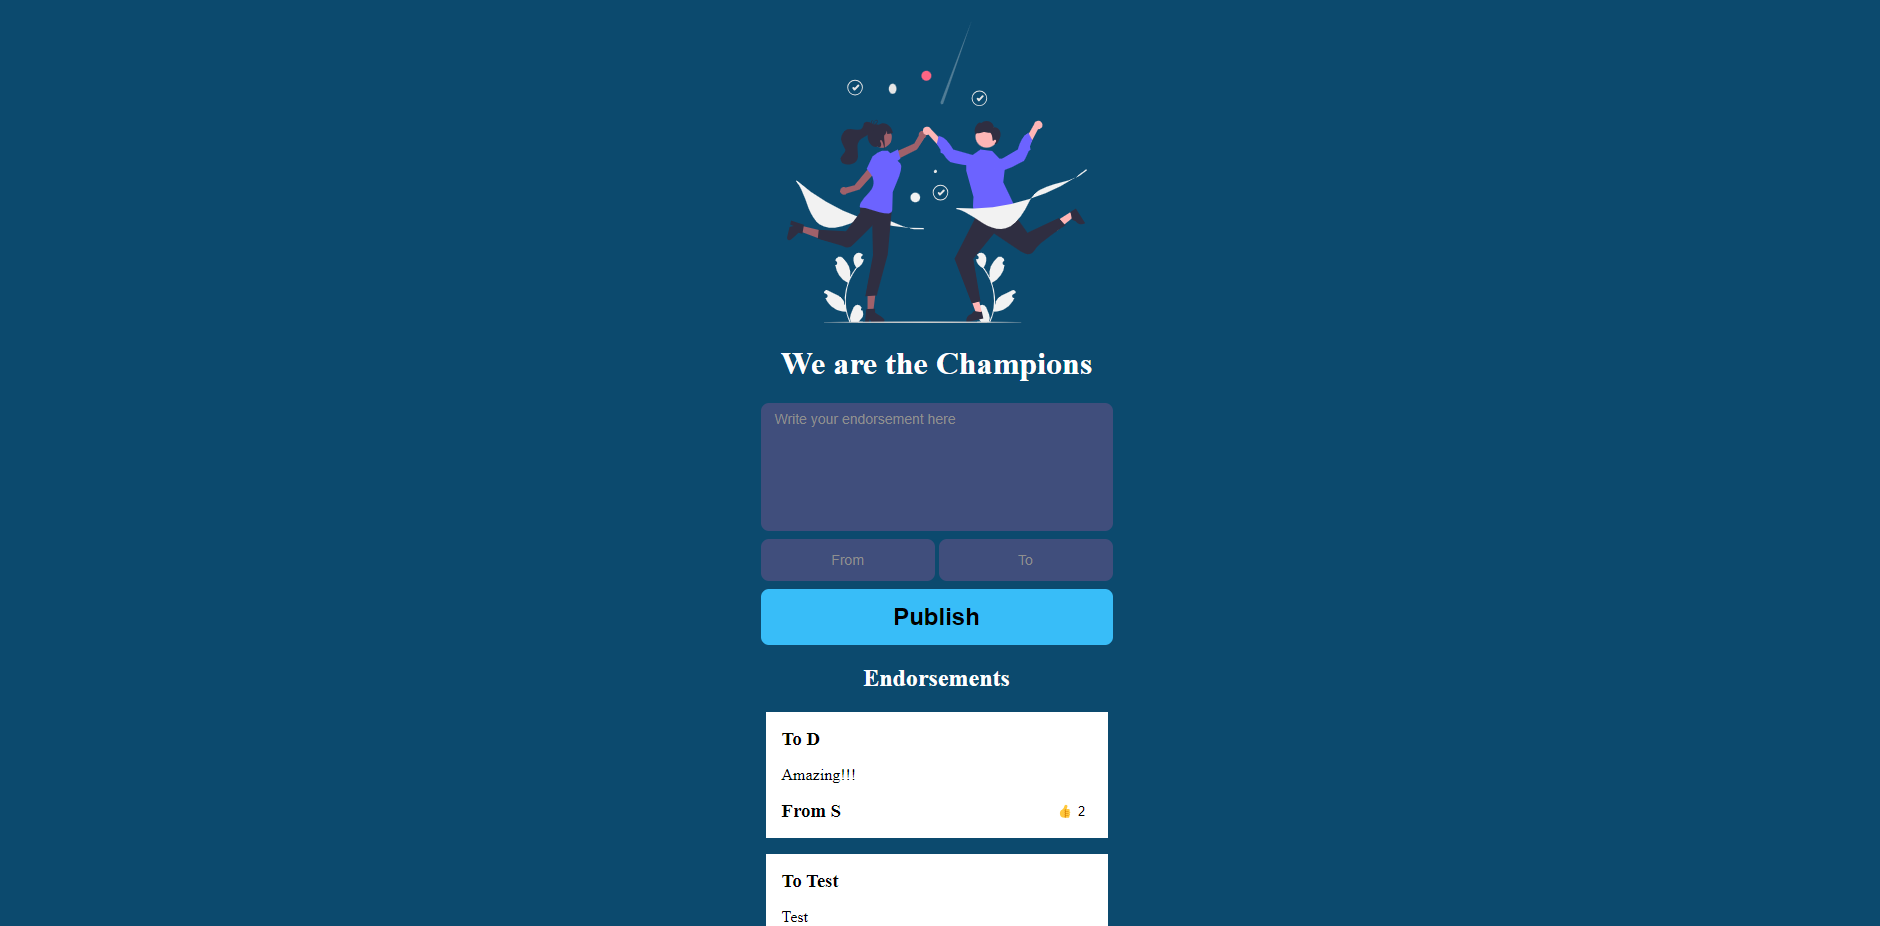 We are the Champions
Write your endorsement here
From To
Publish
Endorsements
To D
Amazing!!!
From S 👍 2
To Test
Test